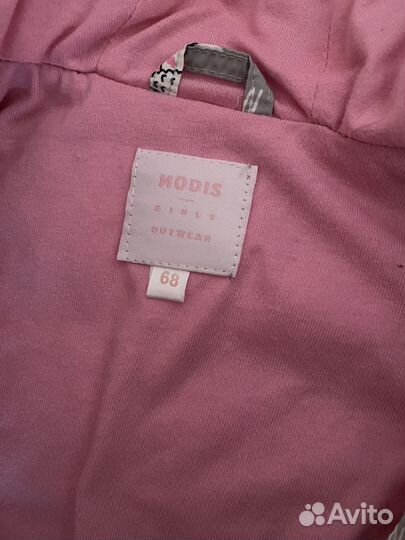 MODIS
GIRLS
OUTWEAR
68
Avito